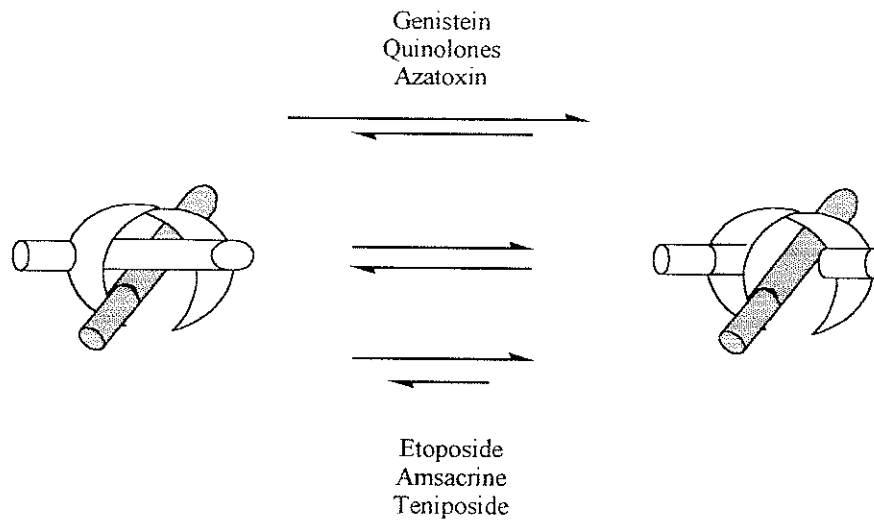 Genistein
Quinolones
Azatoxin
Etoposide
Amsacrine
Teniposide